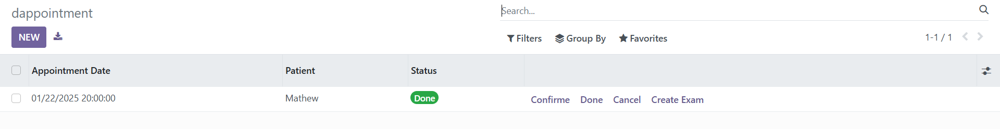 dappointment
Search...
NEW
Filters Group By Favorites 1-1 / 1
Appointment Date Patient Status
01/22/2025 20:00:00 Mathew Done Confirme Done Cancel Create Exam